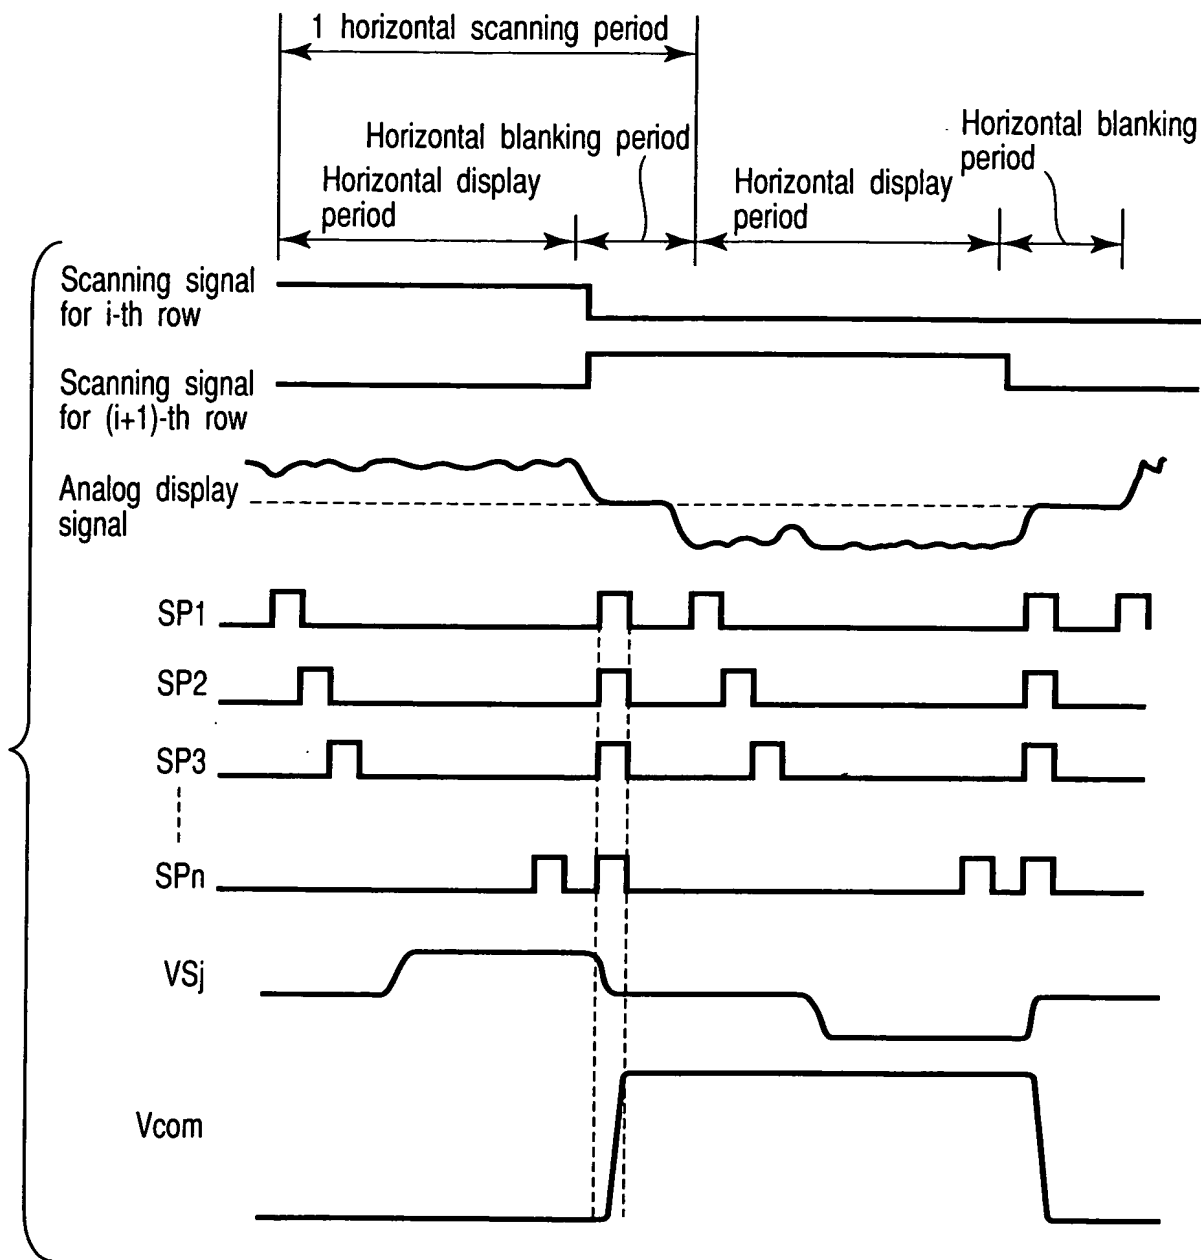 1 horizontal scanning period
Horizontal blanking period
Horizontal blanking
period
Horizontal display
period
Horizontal display
period
Scanning signal
for i-th row
Scanning signal
for (i+1)-th row
Analog display
signal
SP1
SP2
SP3
SPn
VSj
Vcom